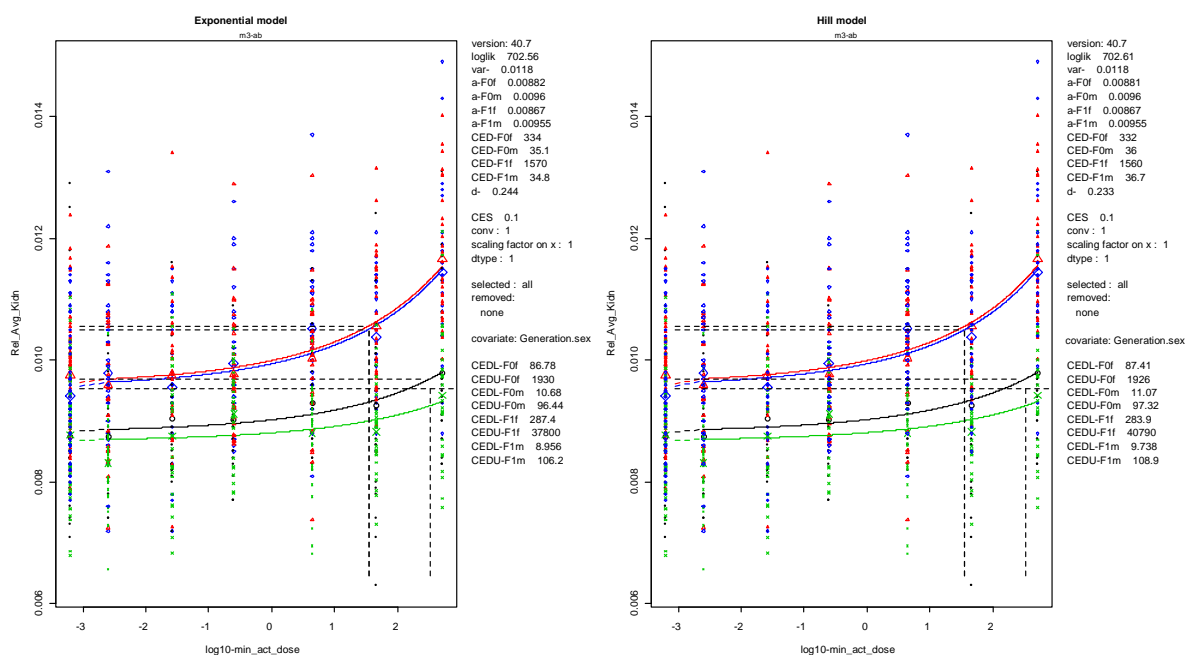 Exponential model
m3-ab
Rel_Avg_Kidn
0.006
0.008
0.010
0.012
0.014
-3
-2
-1
0
1
2
log10-min_act_dose
version: 40.7
loglik 702.56
var- 0.0118
a-F0f 0.00882
a-F0m 0.0096
a-F1f 0.00867
a-F1m 0.00955
CED-F0f 334
CED-F0m 35.1
CED-F1f 1570
CED-F1m 34.8
d- 0.244
CES 0.1
conv : 1
scaling factor on x : 1
dtype : 1
selected : all
removed:
none
covariate: Generation.sex
CEDL-F0f 86.78
CEDU-F0f 1930
CEDL-F0m 10.68
CEDU-F0m 96.44
CEDL-F1f 287.4
CEDU-F1f 37800
CEDL-F1m 8.956
CEDU-F1m 106.2
Hill model
m3-ab
Rel_Avg_Kidn
0.006
0.008
0.010
0.012
0.014
-3
-2
-1
0
1
2
log10-min_act_dose
version: 40.7
loglik 702.61
var- 0.0118
a-F0f 0.00881
a-F0m 0.0096
a-F1f 0.00867
a-F1m 0.00955
CED-F0f 332
CED-F0m 36
CED-F1f 1560
CED-F1m 36.7
d- 0.233
CES 0.1
conv : 1
scaling factor on x : 1
dtype : 1
selected : all
removed:
none
covariate: Generation.sex
CEDL-F0f 87.41
CEDU-F0f 1926
CEDL-F0m 11.07
CEDU-F0m 97.32
CEDL-F1f 283.9
CEDU-F1f 40790
CEDL-F1m 9.738
CEDU-F1m 108.9